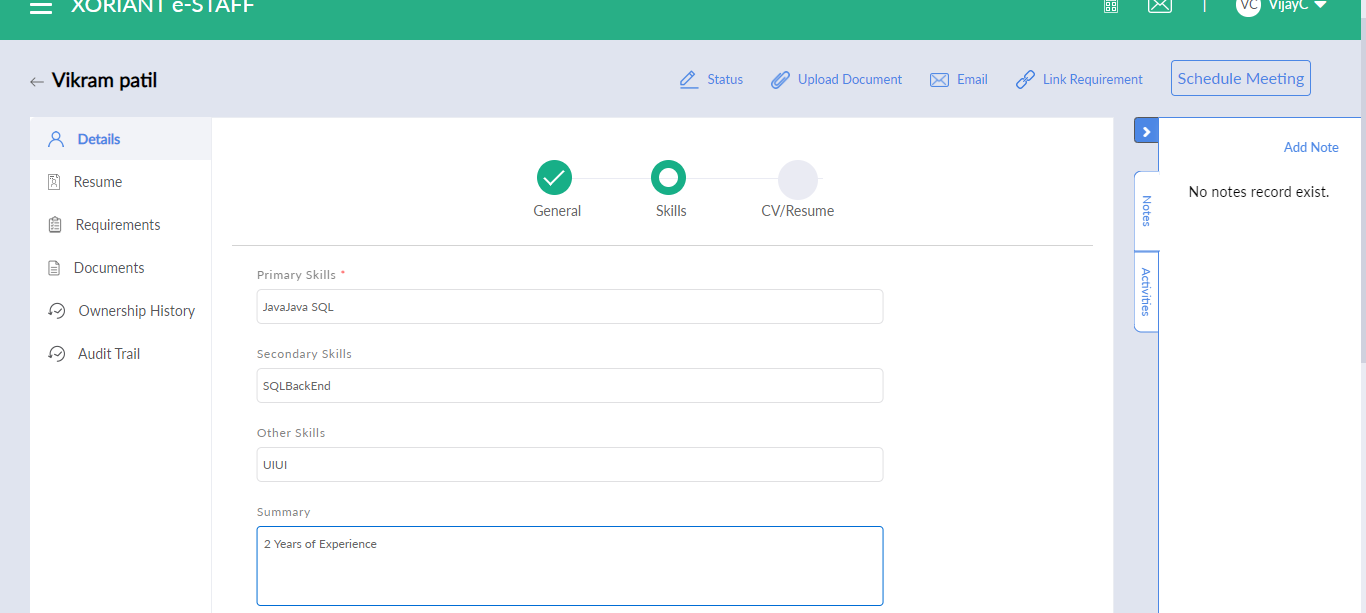 XORIANT e-STAFF
VC VijayC
Vikram patil
Status Upload Document Email Link Requirement Schedule Meeting
Details
Resume
Requirements
Documents
Ownership History
Audit Trail
General Skills CV/Resume
Primary Skills *
JavaJava SQL
Secondary Skills
SQLBackEnd
Other Skills
UIUI
Summary
2 Years of Experience
Add Note
No notes record exist.
Notes
Activities